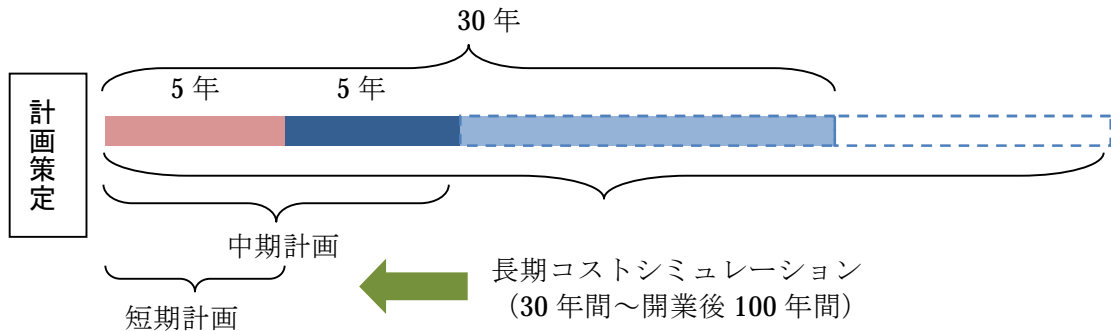 30 年
5 年
5 年
計画策定
中期計画
短期計画
長期コストシミュレーション
（30 年間～開業後 100 年間）